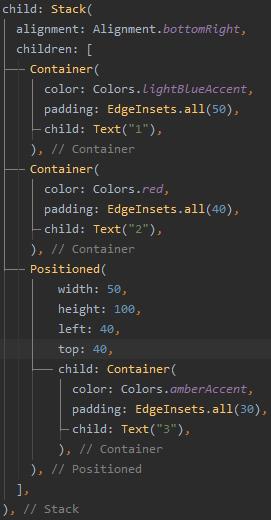 child: Stack(
alignment: Alignment.bottomRight,
children: [
Container(
color: Colors.lightBlueAccent,
padding: EdgeInsets.all(50),
child: Text("1"),
), // Container
Container(
color: Colors.red,
padding: EdgeInsets.all(40),
child: Text("2"),
), // Container
Positioned(
width: 50,
height: 100,
left: 40,
top: 40,
child: Container(
color: Colors.amberAccent,
padding: EdgeInsets.all(30),
child: Text("3"),
), // Container
), // Positioned
],
), // Stack